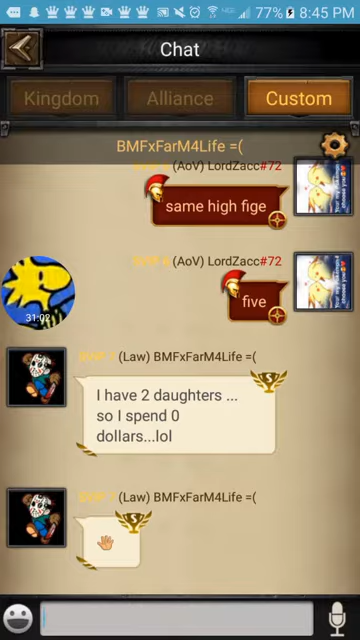 77% 8:45 PM
Chat
Kingdom Alliance Custom
BMFxFarM4Life =(
(AoV) LordZacc#72
same high fige
(AoV) LordZacc#72
five
31:02
(Law) BMFxFarM4Life =(
I have 2 daughters ...
so I spend 0
dollars...lol
(Law) BMFxFarM4Life =(